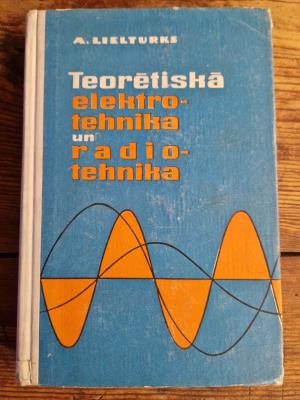 A. LIELTURKS
Teorētiskā
elektro-
tehnika
un
radio-
tehnika